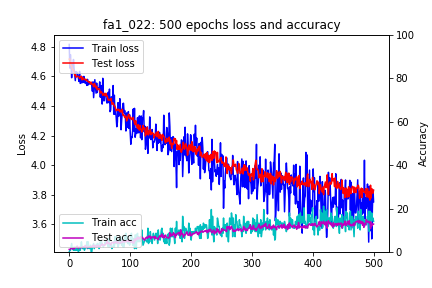 fa1_022: 500 epochs loss and accuracy
4.8
4.6
4.4
4.2
4.0
3.8
3.6
Loss
Train loss
Test loss
Train acc
Test acc
100
80
60
40
20
0
Accuracy
0 100 200 300 400 500